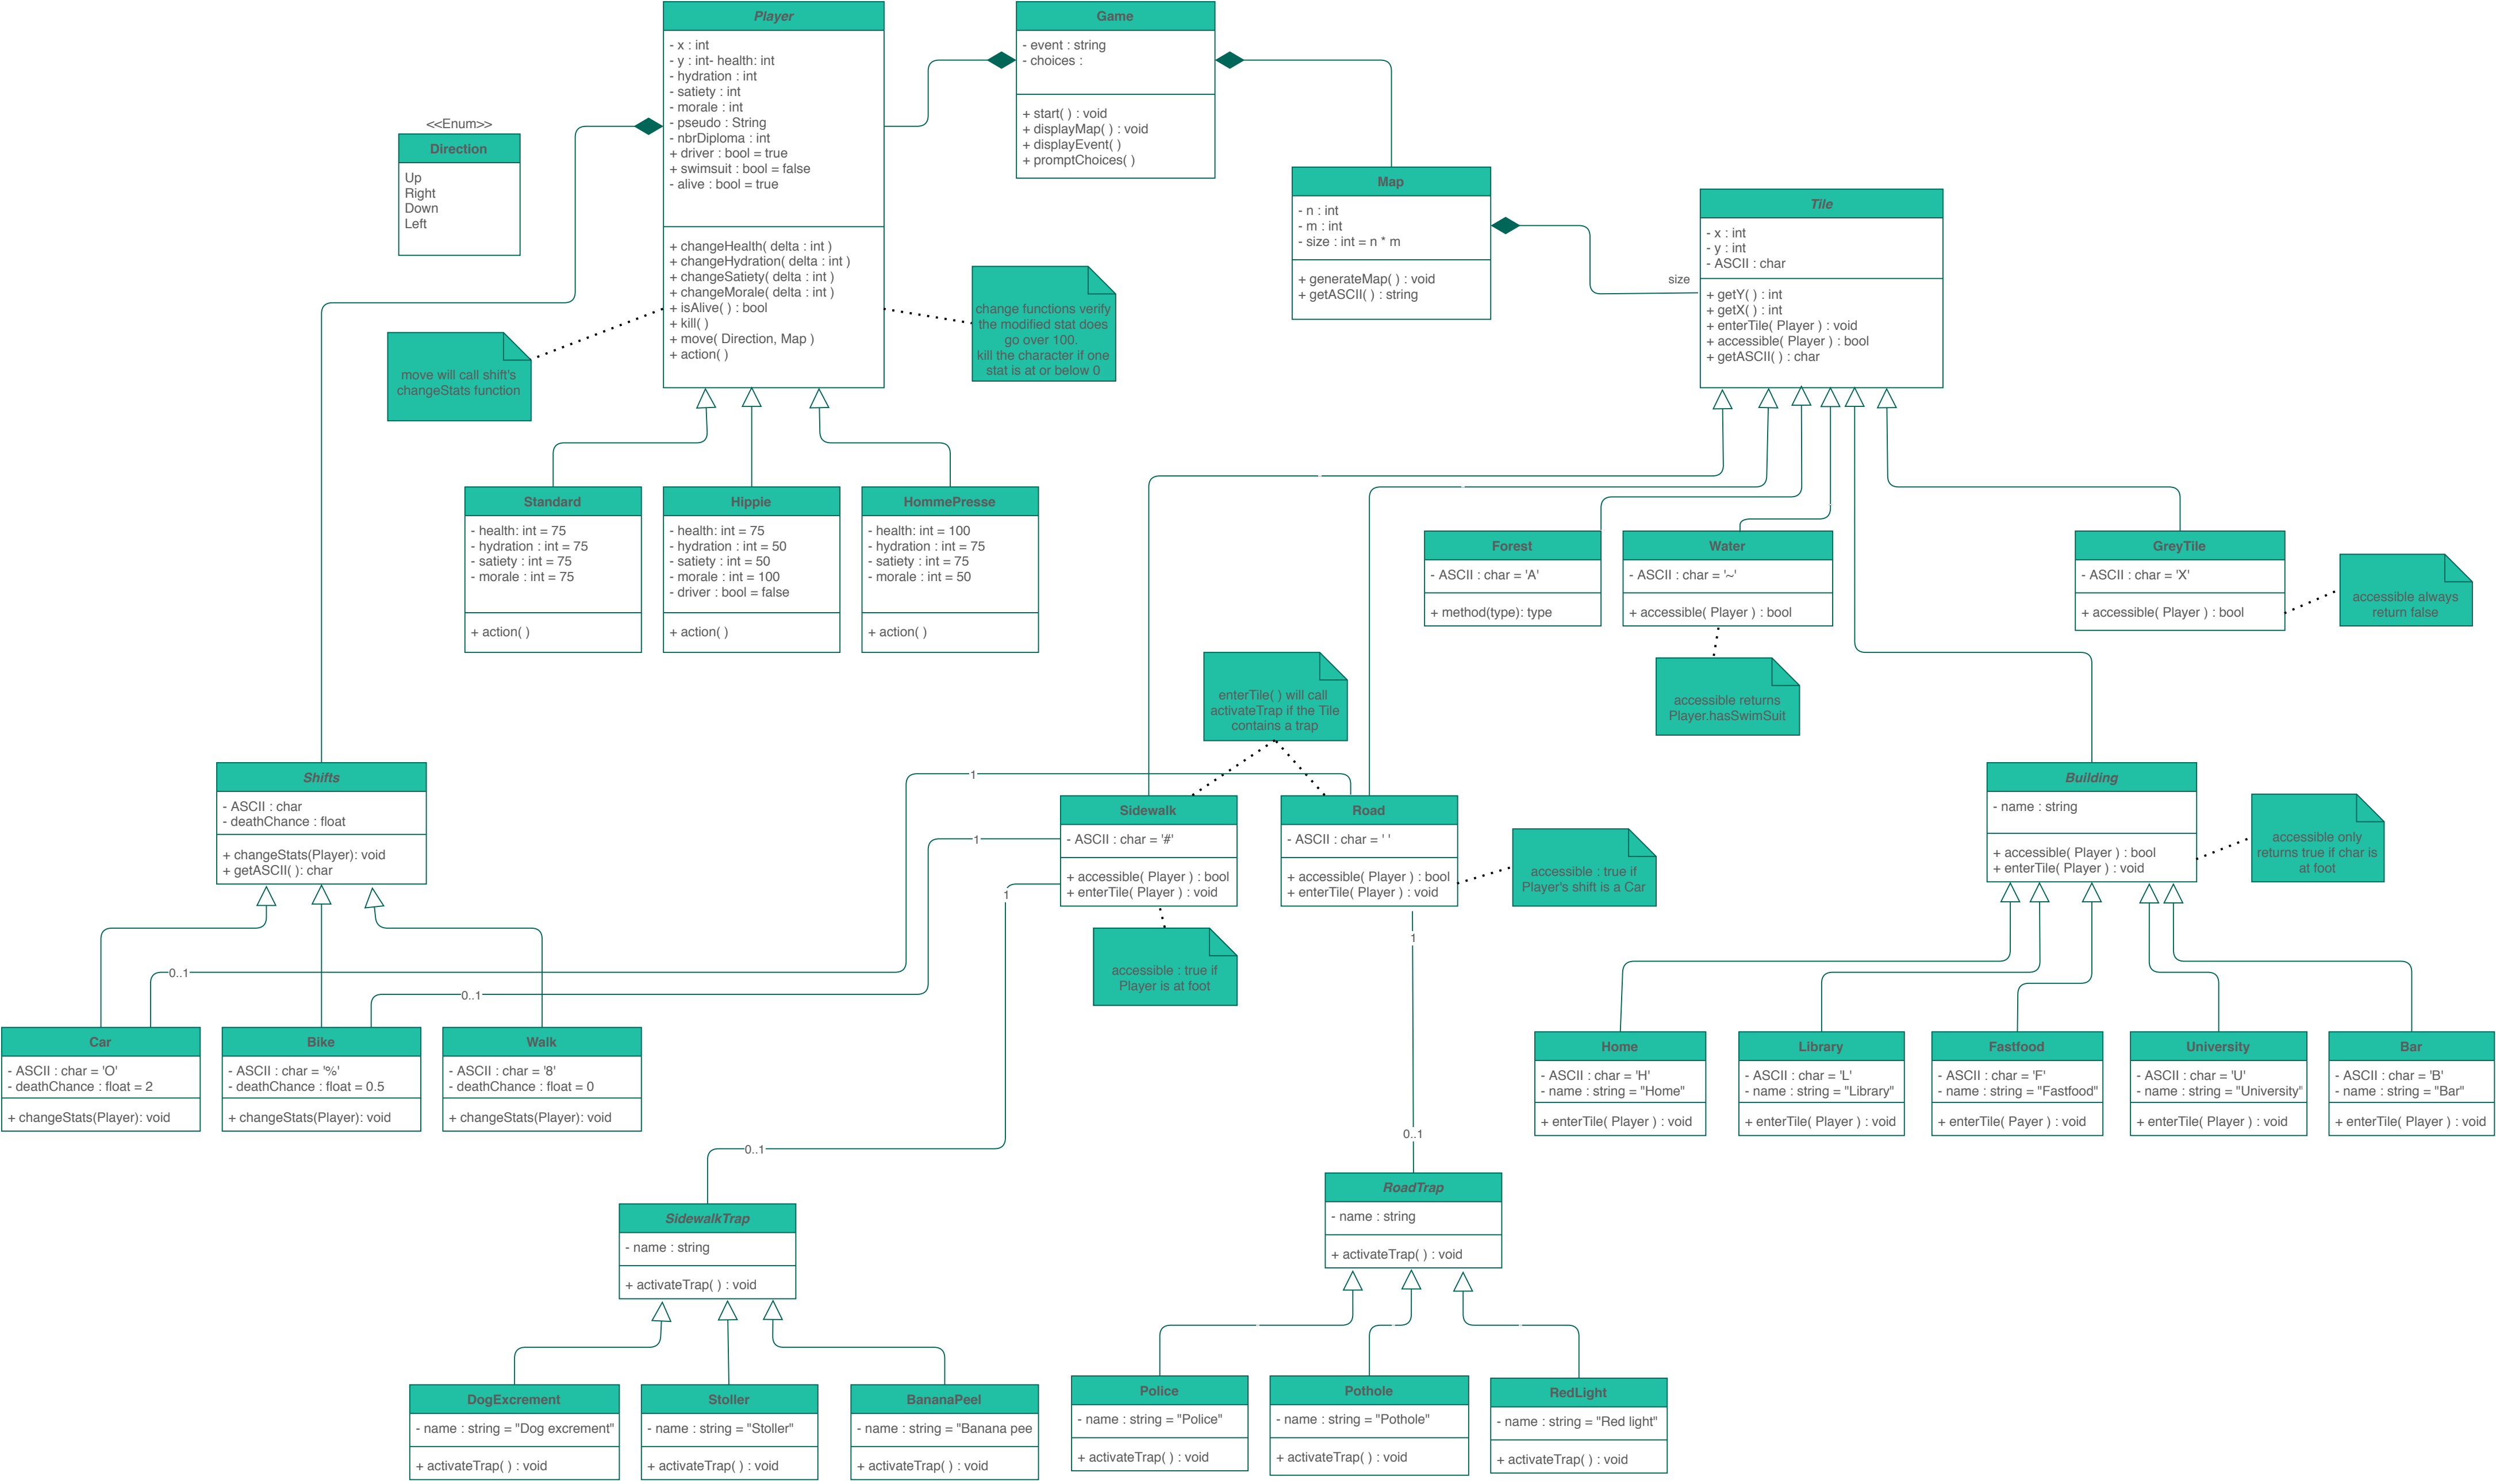 Player
- x : int
- y : int- health: int
- hydration : int
- satiety : int
- morale : int
- pseudo : String
- nbrDiploma : int
+ driver : bool = true
+ swimsuit : bool = false
- alive : bool = true
+ changeHealth( delta : int )
+ changeHydration( delta : int )
+ changeSatiety( delta : int )
+ changeMorale( delta : int )
+ isAlive( ) : bool
+ kill( )
+ move( Direction, Map )
+ action( )
Game
- event : string
- choices :
+ start( ) : void
+ displayMap( ) : void
+ displayEvent( )
+ promptChoices( )
<<Enum>>
Direction
Up
Right
Down
Left
Map
- n : int
- m : int
- size : int = n * m
+ generateMap( ) : void
+ getASCII( ) : string
size
Tile
- x : int
- y : int
- ASCII : char
+ getY( ) : int
+ getX( ) : int
+ enterTile( Player ) : void
+ accessible( Player ) : bool
+ getASCII( ) : char
move will call shift's
changeStats function
change functions verify
the modified stat does
go over 100.
kill the character if one
stat is at or below 0
Standard
- health: int = 75
- hydration : int = 75
- satiety : int = 75
- morale : int = 75
+ action( )
Hippie
- health: int = 75
- hydration : int = 50
- satiety : int = 50
- morale : int = 100
- driver : bool = false
+ action( )
HommePresse
- health: int = 100
- hydration : int = 75
- satiety : int = 75
- morale : int = 50
+ action( )
Forest
- ASCII : char = 'A'
+ method(type): type
Water
- ASCII : char = '~'
+ accessible( Player ) : bool
GreyTile
- ASCII : char = 'X'
+ accessible( Player ) : bool
accessible always
return false
accessible returns
Player.hasSwimSuit
enterTile( ) will call
activateTrap if the Tile
contains a trap
Shifts
- ASCII : char
- deathChance : float
+ changeStats(Player): void
+ getASCII( ): char
1
1
1
Sidewalk
- ASCII : char = '#'
+ accessible( Player ) : bool
+ enterTile( Player ) : void
Road
- ASCII : char = ' '
+ accessible( Player ) : bool
+ enterTile( Player ) : void
accessible : true if
Player's shift is a Car
accessible : true if
Player is at foot
Building
- name : string
+ accessible( Player ) : bool
+ enterTile( Player ) : void
accessible only
returns true if char is
at foot
0..1
0..1
1
Car
- ASCII : char = 'O'
- deathChance : float = 2
+ changeStats(Player): void
Bike
- ASCII : char = '%'
- deathChance : float = 0.5
+ changeStats(Player): void
Walk
- ASCII : char = '8'
- deathChance : float = 0
+ changeStats(Player): void
Home
- ASCII : char = 'H'
- name : string = "Home"
+ enterTile( Player ) : void
Library
- ASCII : char = 'L'
- name : string = "Library"
+ enterTile( Player ) : void
Fastfood
- ASCII : char = 'F'
- name : string = "Fastfood"
+ enterTile( Payer ) : void
University
- ASCII : char = 'U'
- name : string = "University"
+ enterTile( Player ) : void
Bar
- ASCII : char = 'B'
- name : string = "Bar"
+ enterTile( Player ) : void
0..1
0..1
SidewalkTrap
- name : string
+ activateTrap( ) : void
RoadTrap
- name : string
+ activateTrap( ) : void
DogExcrement
- name : string = "Dog excrement"
+ activateTrap( ) : void
Stoller
- name : string = "Stoller"
+ activateTrap( ) : void
BananaPeel
- name : string = "Banana pee
+ activateTrap( ) : void
Police
- name : string = "Police"
+ activateTrap( ) : void
Pothole
- name : string = "Pothole"
+ activateTrap( ) : void
RedLight
- name : string = "Red light"
+ activateTrap( ) : void